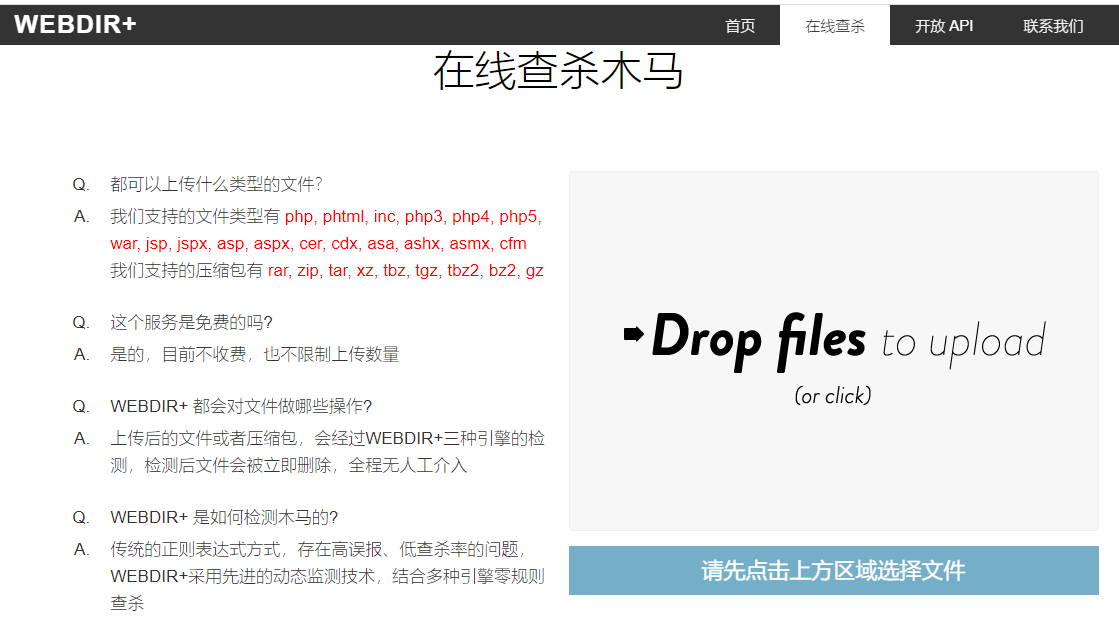 WEBDIR+
首页 在线查杀 开放 API 联系我们
在线查杀木马
Q. 都可以上传什么类型的文件?
A. 我们支持的文件类型有 php, phtml, inc, php3, php4, php5,
war, jsp, jspx, asp, aspx, cer, cdx, asa, ashx, asmx, cfm
我们支持的压缩包有 rar, zip, tar, xz, tbz, tgz, tbz2, bz2, gz
Q. 这个服务是免费的吗?
A. 是的，目前不收费，也不限制上传数量
Q. WEBDIR+ 都会对文件做哪些操作?
A. 上传后的文件或者压缩包，会经过WEBDIR+三种引擎的检
测，检测后文件会被立即删除，全程无人工介入
Q. WEBDIR+ 是如何检测木马的?
A. 传统的正则表达式方式，存在高误报、低查杀率的问题，
WEBDIR+采用先进的动态监测技术，结合多种引擎零规则
查杀
Drop files to upload
(or click)
请先点击上方区域选择文件